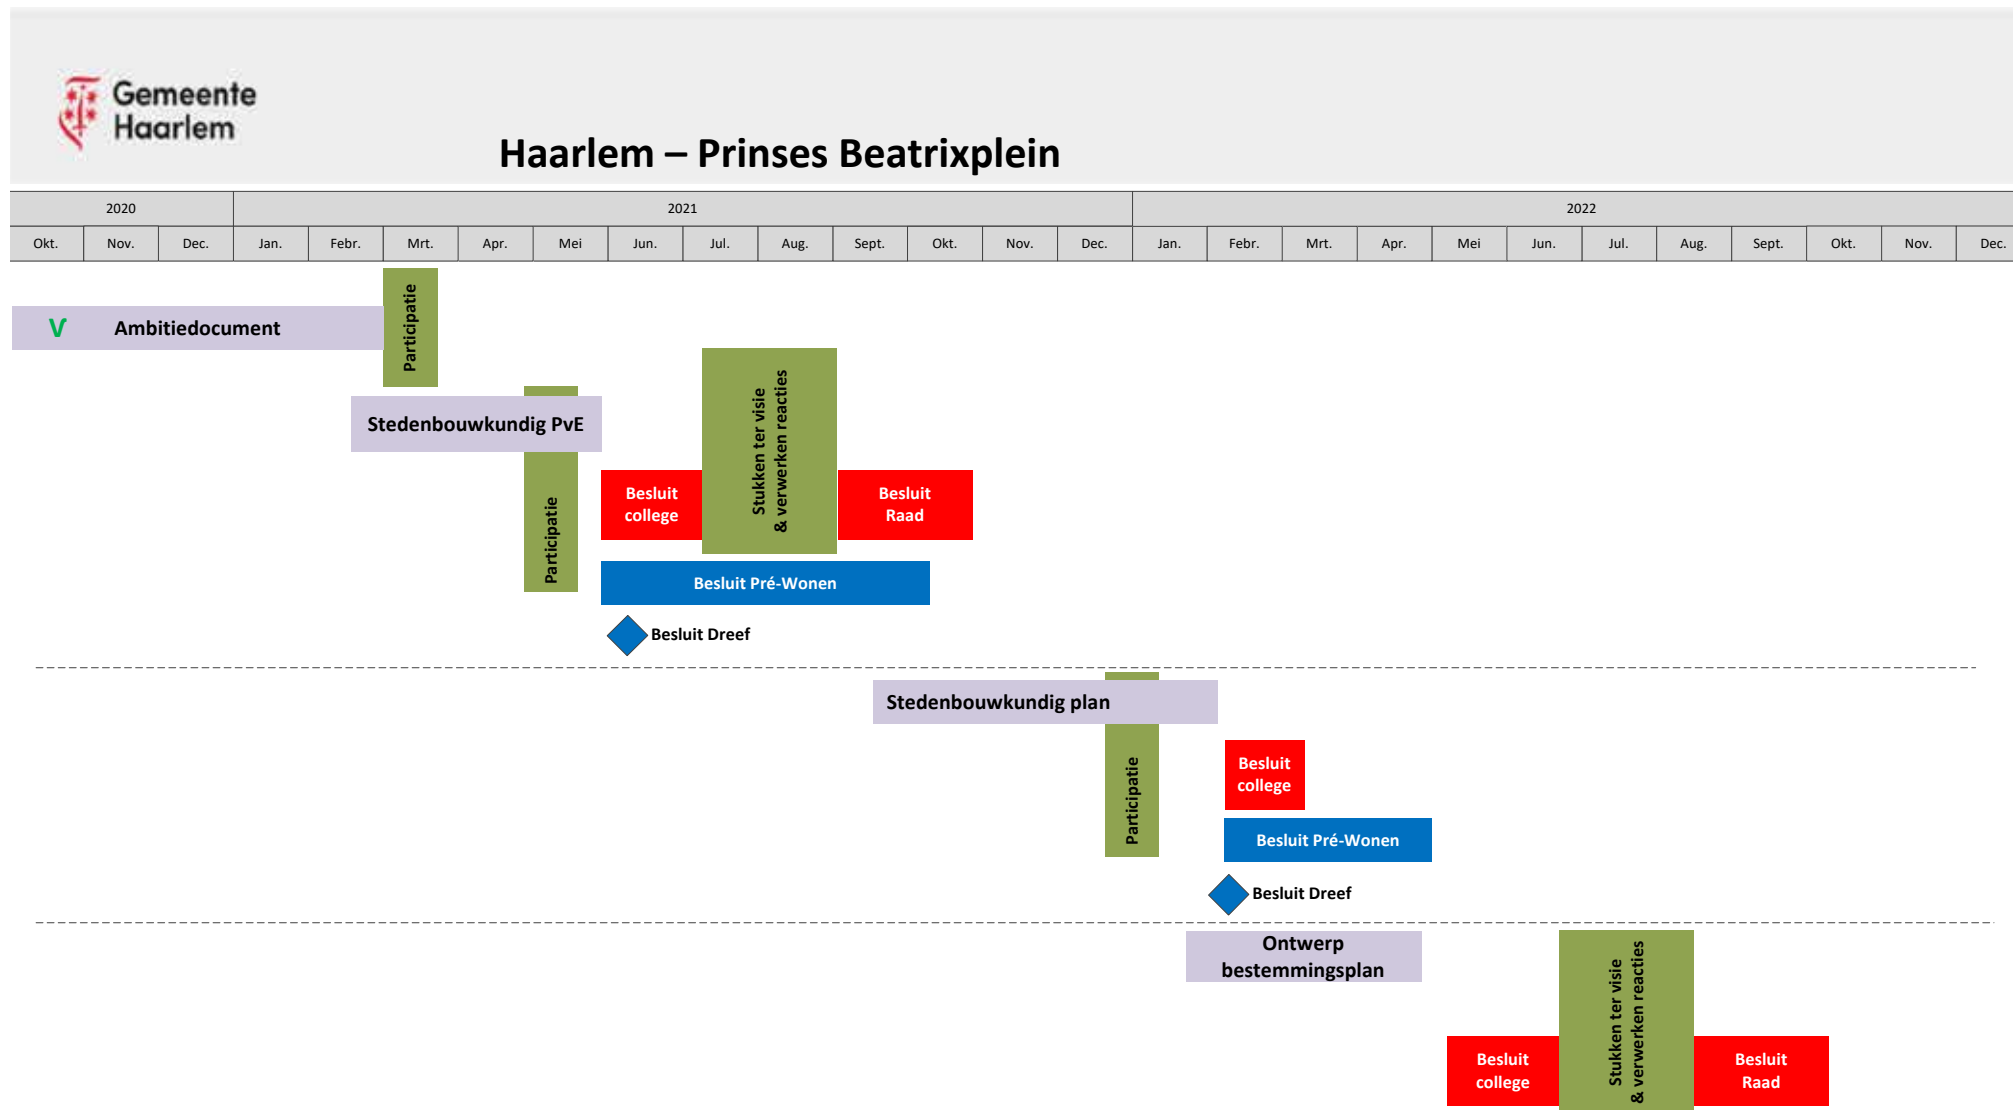 Gemeente
Haarlem
Haarlem – Prinses Beatrixplein
2020 2021 2022
Okt. Nov. Dec. Jan. Febr. Mrt. Apr. Mei Jun. Jul. Aug. Sept. Okt. Nov. Dec. Jan. Febr. Mrt. Apr. Mei Jun. Jul. Aug. Sept. Okt. Nov. Dec.
Participatie
V Ambitiedocument
Stedenbouwkundig PvE
Participatie
Stukken ter visie
& verwerken reacties
Besluit
college
Besluit
Raad
Besluit Pré-Wonen
Besluit Dreef
Stedenbouwkundig plan
Participatie
Besluit
college
Besluit Pré-Wonen
Besluit Dreef
Ontwerp
bestemmingsplan
Stukken ter visie
& verwerken reacties
Besluit
college
Besluit
Raad